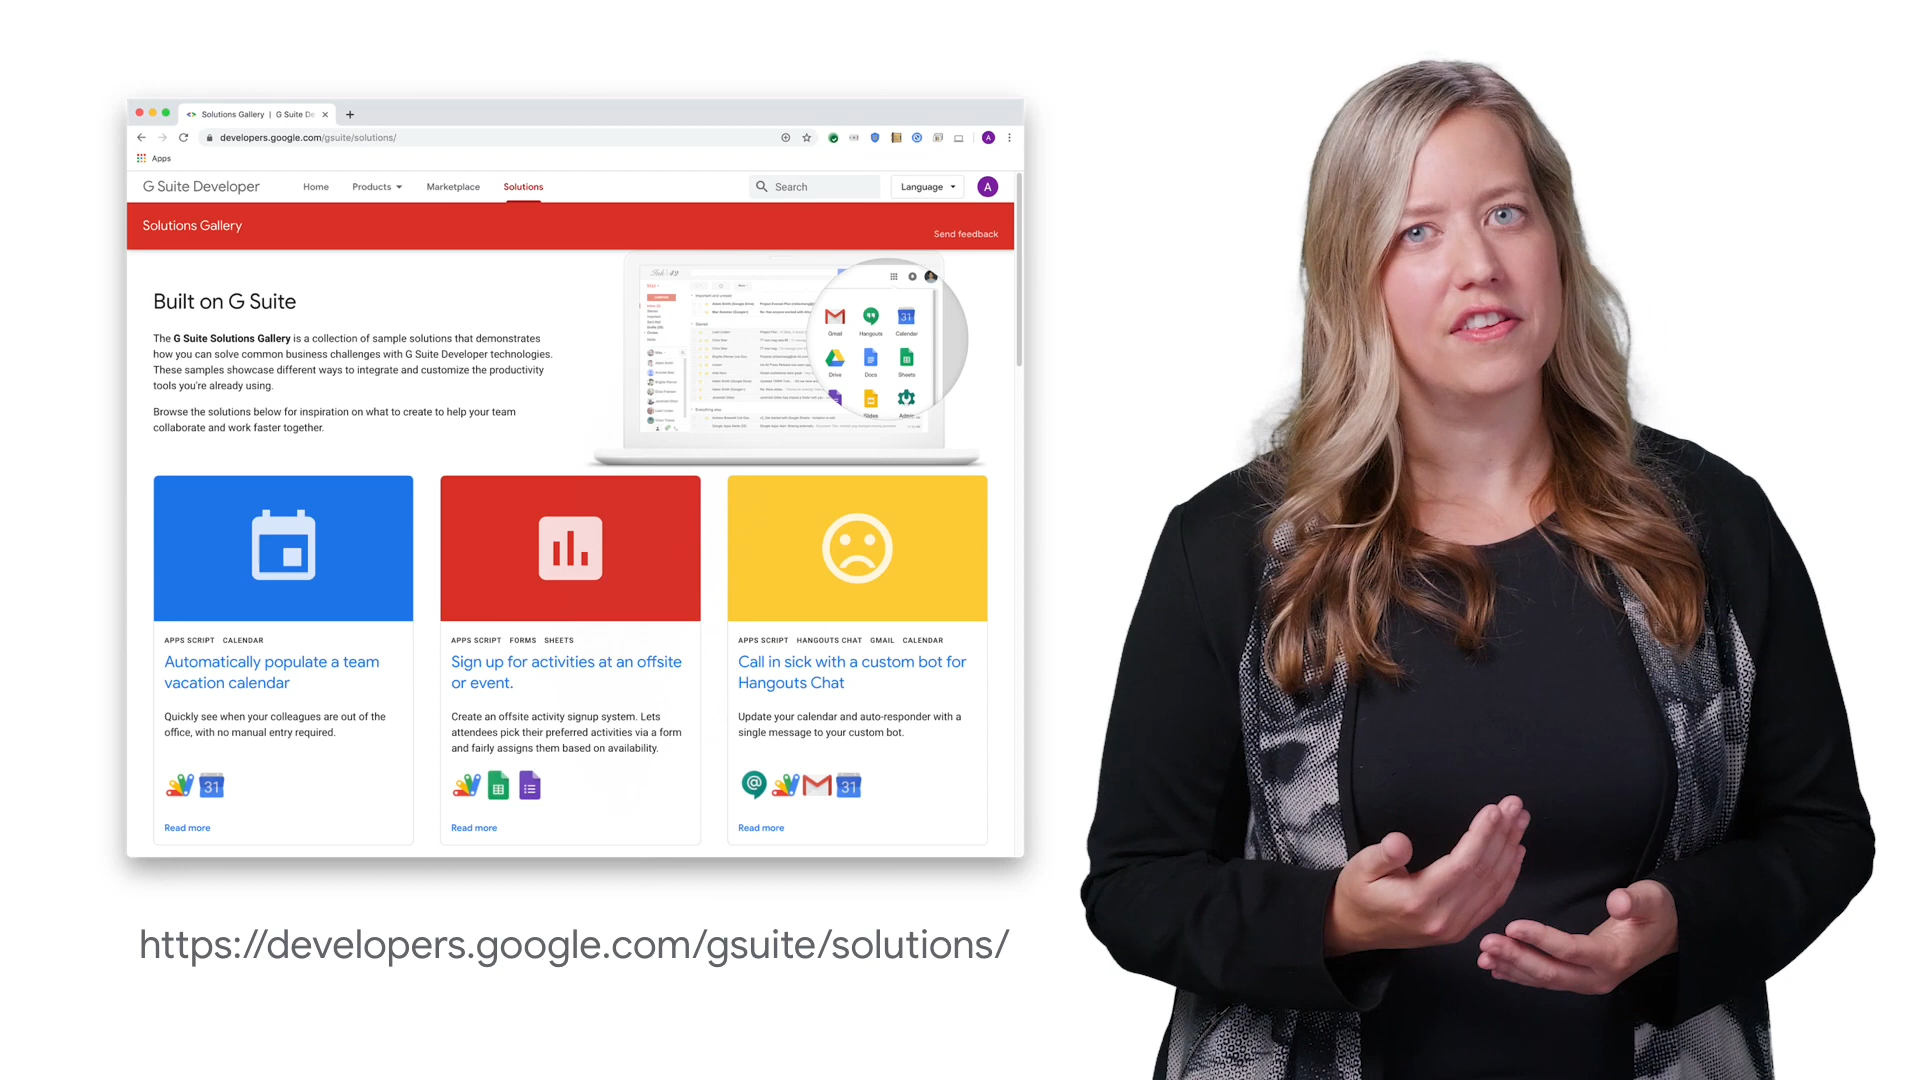 Solutions Gallery | G Suite De
developers.google.com/gsuite/solutions/
A
Apps
G Suite Developer
Home
Products
Marketplace
Solutions
Search
Language
A
Solutions Gallery
Send feedback
Built on G Suite
The G Suite Solutions Gallery is a collection of sample solutions that demonstrates
how you can solve common business challenges with G Suite Developer technologies.
These samples showcase different ways to integrate and customize the productivity
tools you're already using.
Browse the solutions below for inspiration on what to create to help your team
collaborate and work faster together.
Gmail Hangouts Calendar
31
Drive Docs Sheets
Slides Admin
APPS SCRIPT CALENDAR
Automatically populate a team
vacation calendar
Quickly see when your colleagues are out of the
office, with no manual entry required.
31
Read more
APPS SCRIPT FORMS SHEETS
Sign up for activities at an offsite
or event.
Create an offsite activity signup system. Lets
attendees pick their preferred activities via a form
and fairly assigns them based on availability.
Read more
APPS SCRIPT HANGOUTS CHAT GMAIL CALENDAR
Call in sick with a custom bot for
Hangouts Chat
Update your calendar and auto-responder with a
single message to your custom bot.
@
31
Read more
https://developers.google.com/gsuite/solutions/